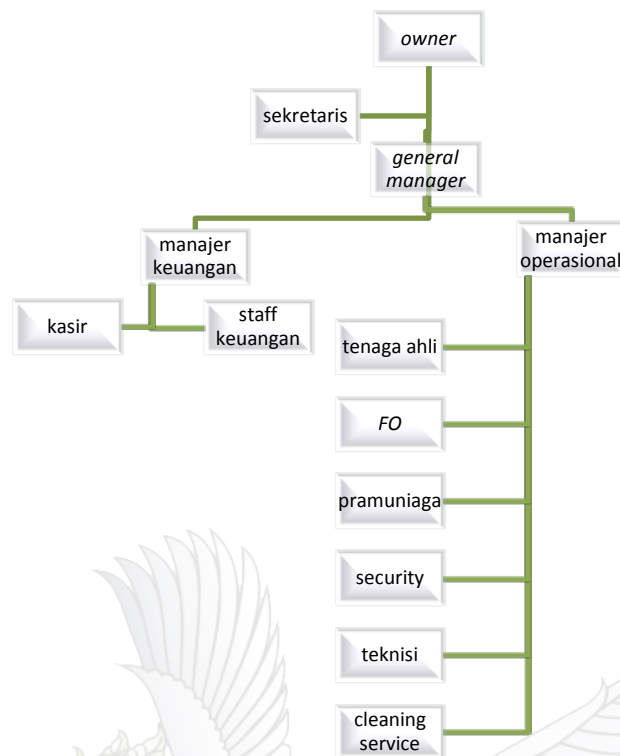 owner
sekretaris
general
manager
manajer
keuangan
manajer
operasional
kasir
staff
keuangan
tenaga ahli
FO
pramuniaga
security
teknisi
cleaning
service